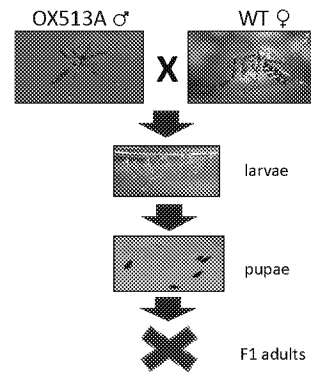 OX513A ♂
WT ♀
X
larvae
pupae
F1 adults